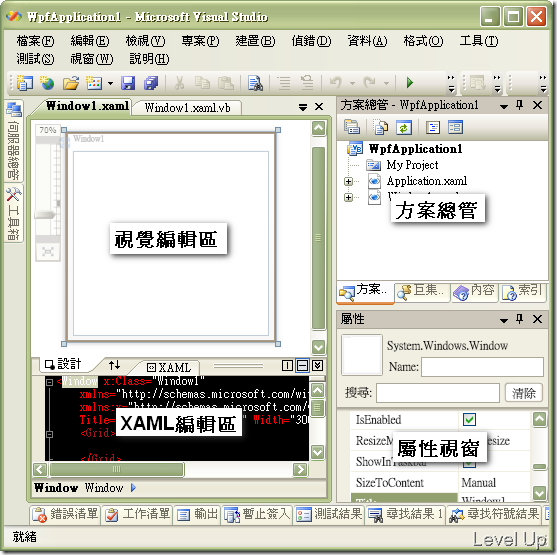 WpfApplication1 - Microsoft Visual Studio
檔案(F) 編輯(E) 檢視(V) 專案(P) 建置(B) 偵錯(D) 資料(A) 格式(O) 工具(T)
測試(S) 視窗(W) 說明(H)
Window1.xaml Window1.xaml.vb
方案總管 - WpfApplication1
伺服器總管
工具箱
70%
Window1
視覺編輯區
WpfApplication1
My Project
Application.xaml
方案總管
方案.. 巨集.. 內容 索引
設計 XAML
<Window x:Class="Window1"
xmlns="http://schemas.microsoft.com/wi
xmlns:x="http://schemas.microsoft.com/
Title= Width="300
<Grid>
</Grid>
XAML編輯區
Window Window
屬性
System.Windows.Window
Name:
搜尋: 清除
IsEnabled
ResizeM
ShowInTaskbar
SizeToContent Manual
Title Window1
屬性視窗
錯誤清單 工作清單 輸出 暫止簽入 測試結果 尋找結果 1 尋找符號結果
就緒
Level Up